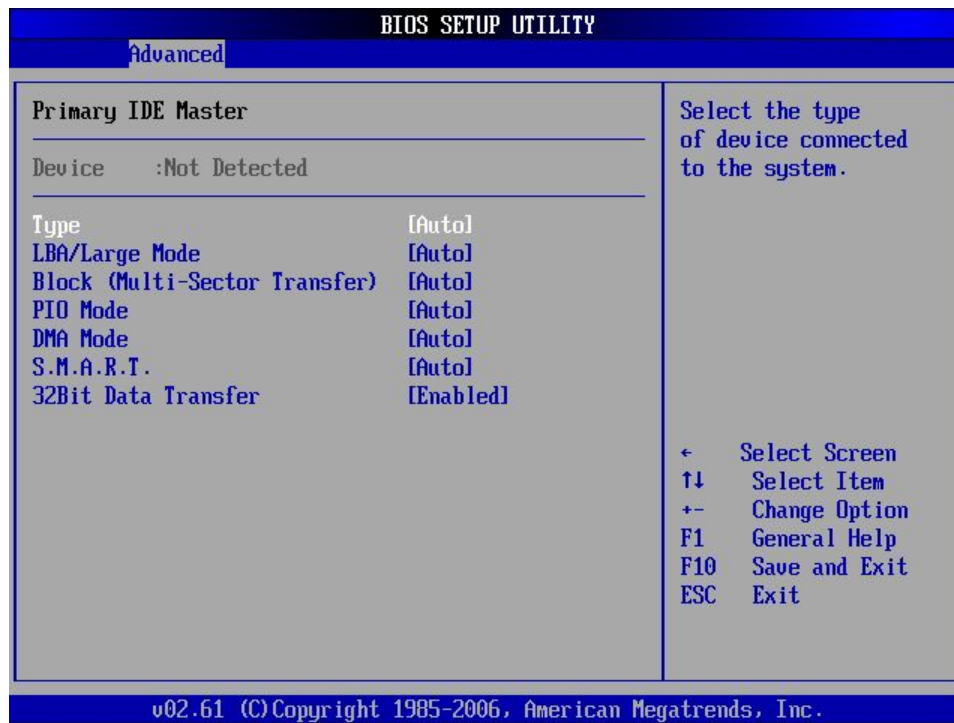 BIOS SETUP UTILITY
Advanced
Primary IDE Master
Device :Not Detected
Type [Auto]
LBA/Large Mode [Auto]
Block (Multi-Sector Transfer) [Auto]
PIO Mode [Auto]
DMA Mode [Auto]
S.M.A.R.T. [Auto]
32Bit Data Transfer [Enabled]
Select the type
of device connected
to the system.
← Select Screen
↑↓ Select Item
+- Change Option
F1 General Help
F10 Save and Exit
ESC Exit
v02.61 (C)Copyright 1985-2006, American Megatrends, Inc.